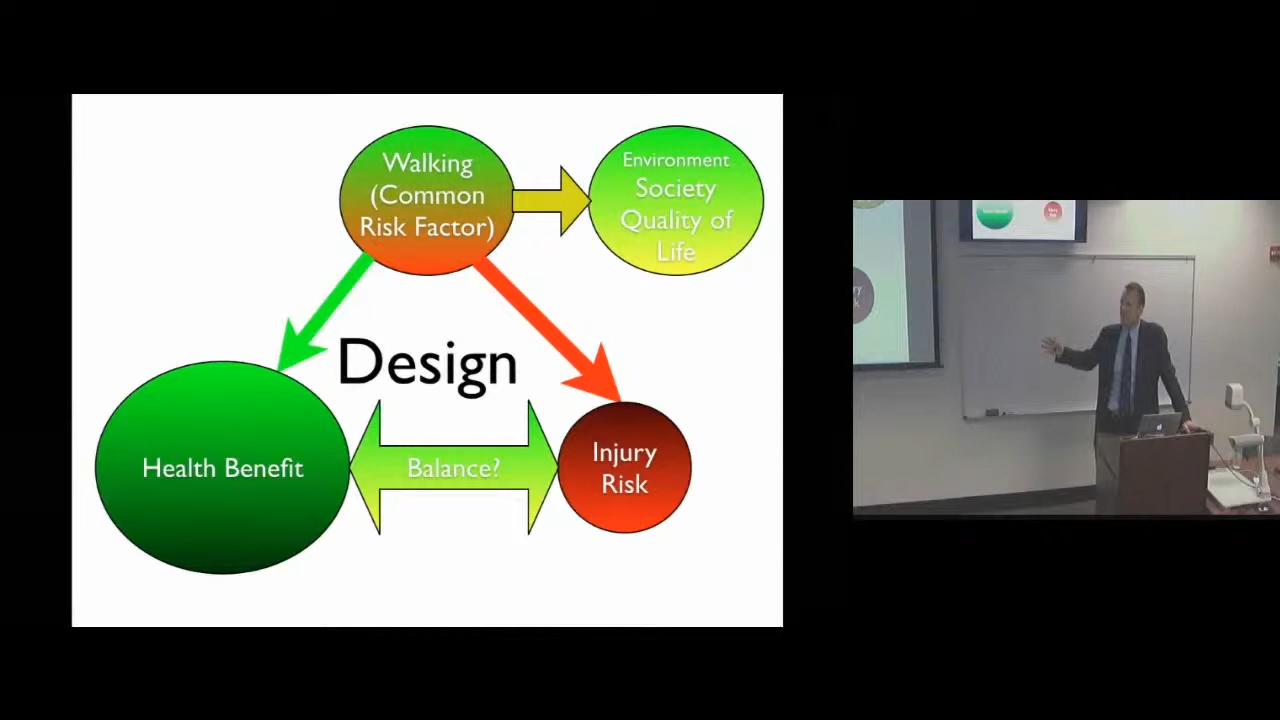 Walking
(Common
Risk Factor)
Environment
Society
Quality of
Life
Design
Health Benefit
Balance?
Injury
Risk